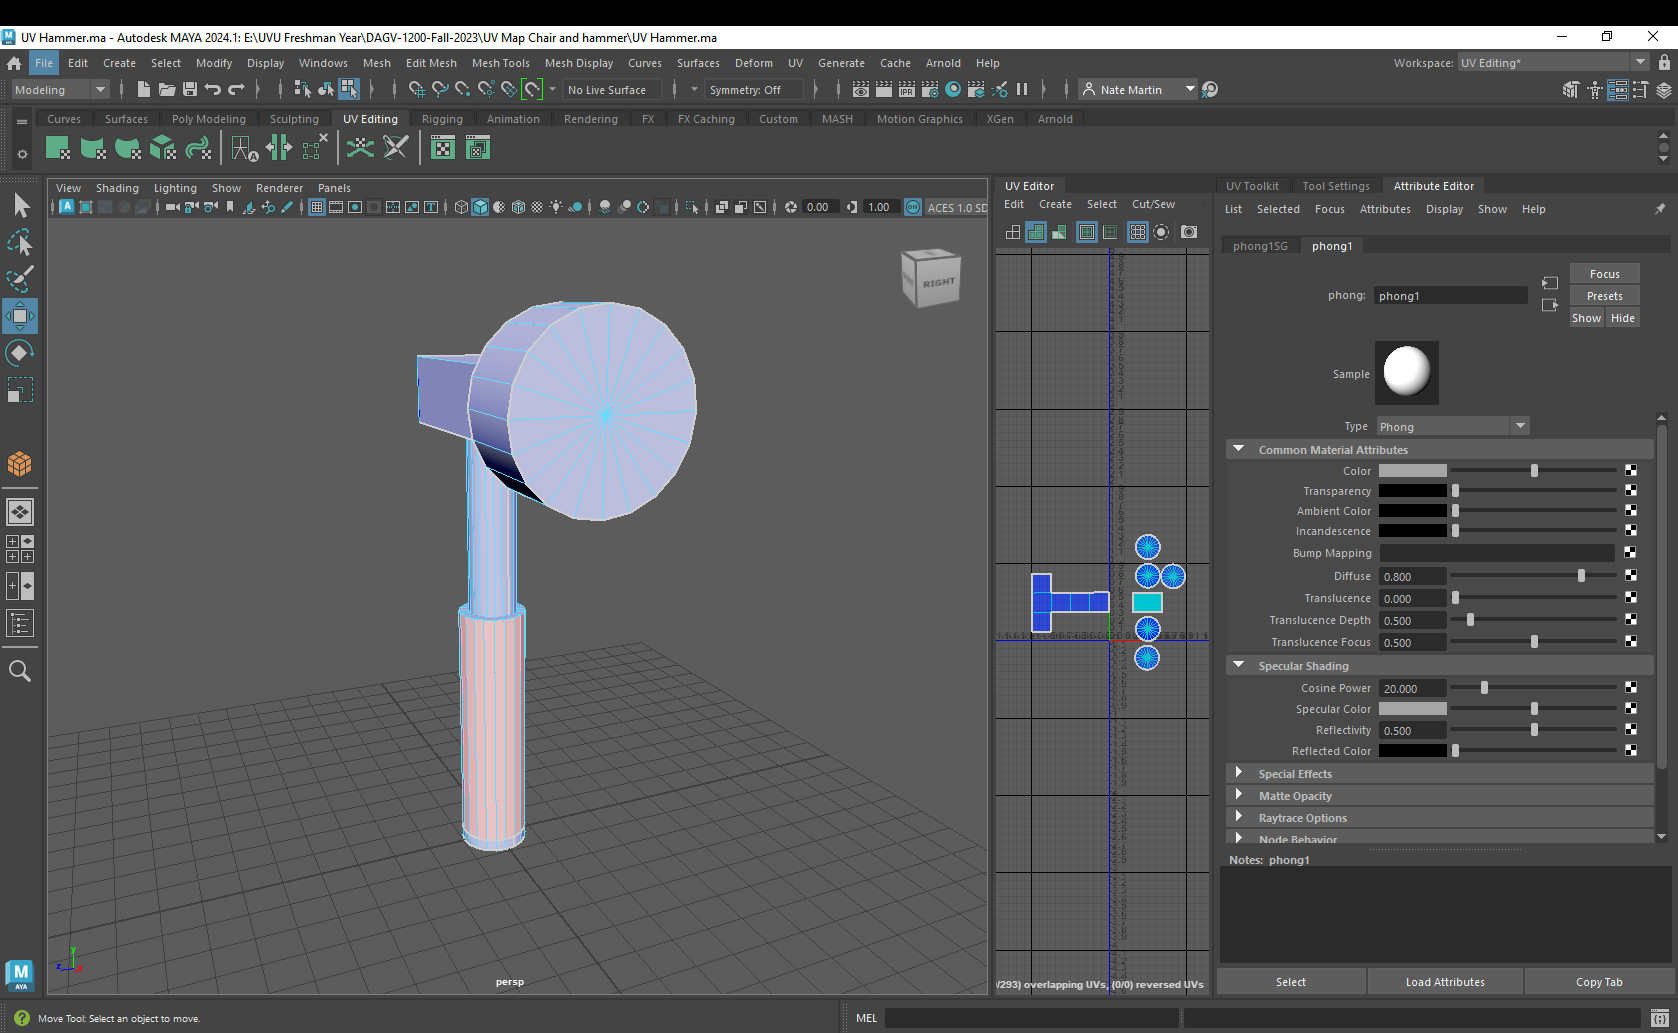 UV Hammer.ma - Autodesk MAYA 2024.1: E:\UVU Freshman Year\DAGV-1200-Fall-2023\UV Map Chair and hammer\UV Hammer.ma
File Edit Create Select Modify Display Windows Mesh Edit Mesh Mesh Tools Mesh Display Curves Surfaces Deform UV Generate Cache Arnold Help
Workspace: UV Editing*
Modeling No Live Surface Symmetry: Off Nate Martin
Curves Surfaces Poly Modeling Sculpting UV Editing Rigging Animation Rendering FX FX Caching Custom MASH Motion Graphics XGen Arnold
View Shading Lighting Show Renderer Panels
0.00 1.00 ON ACES 1.0 SD
RIGHT
persp
UV Editor
Edit Create Select Cut/Sew
/293) overlapping UVs, (0/0) reversed UVs
UV Toolkit Tool Settings Attribute Editor
List Selected Focus Attributes Display Show Help
phong1SG phong1
Focus
phong: phong1
Presets
Show Hide
Sample
Type Phong
Common Material Attributes
Color
Transparency
Ambient Color
Incandescence
Bump Mapping
Diffuse 0.800
Translucence 0.000
Translucence Depth 0.500
Translucence Focus 0.500
Specular Shading
Cosine Power 20.000
Specular Color
Reflectivity 0.500
Reflected Color
Special Effects
Matte Opacity
Raytrace Options
Node Behavior
Notes: phong1
Select Load Attributes Copy Tab
M
AYA
y
z
Move Tool: Select an object to move.
MEL